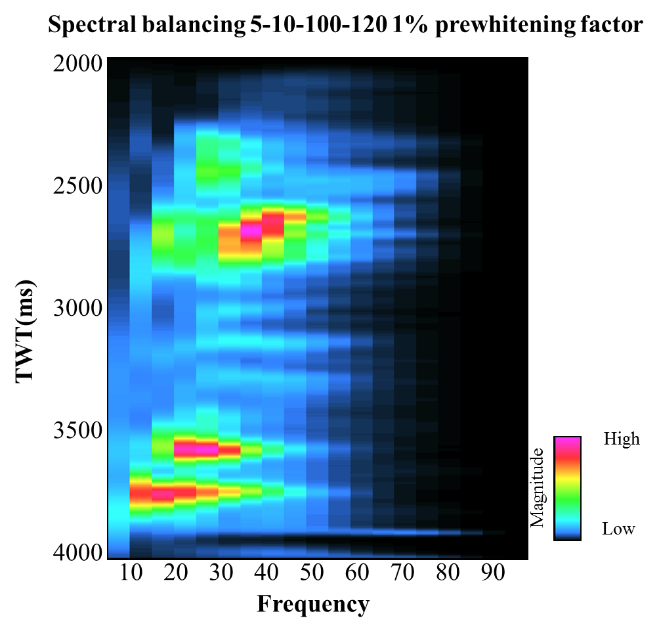 Spectral balancing 5-10-100-120 1% prewhitening factor
2000
2500
3000
3500
4000
TWT(ms)
10 20 30 40 50 60 70 80 90
Frequency
Magnitude
High
Low